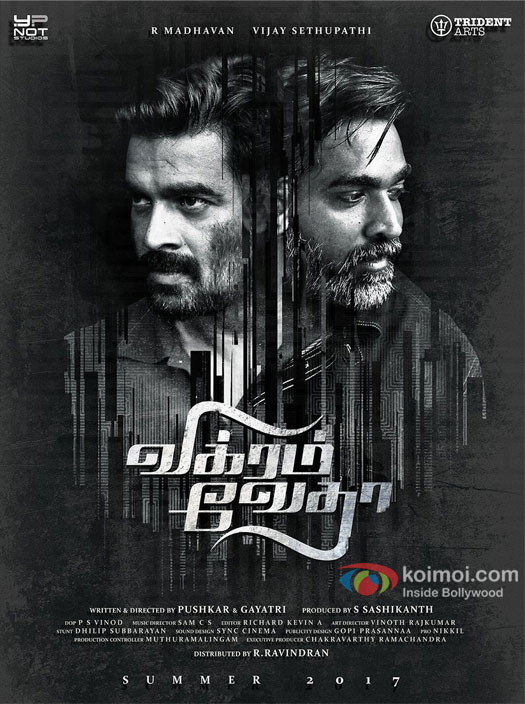 YNOT
STUDIOS
R MADHAVAN VIJAY SETHUPATHI
TRIDENT
ARTS
விக்ரம்
வேதா
koimoi.com
Inside Bollywood
WRITTEN & DIRECTED BY PUSHKAR & GAYATRI PRODUCED BY S SASHIKANTH
DOP P S VINOD MUSIC DIRECTOR SAM C S EDITOR RICHARD KEVIN A ART DIRECTOR VINOTH RAJKUMAR
STUNT DHILIP SUBBARAYAN SOUND DESIGN SYNC CINEMA PUBLICITY DESIGN GOPI PRASANNAA PRO NIKKIL
PRODUCTION CONTROLLER MUTHURAMALINGAM EXECUTIVE PRODUCER CHAKRAVARTHY RAMACHANDRA
DISTRIBUTED BY R.RAVINDRAN
SUMMER 2017